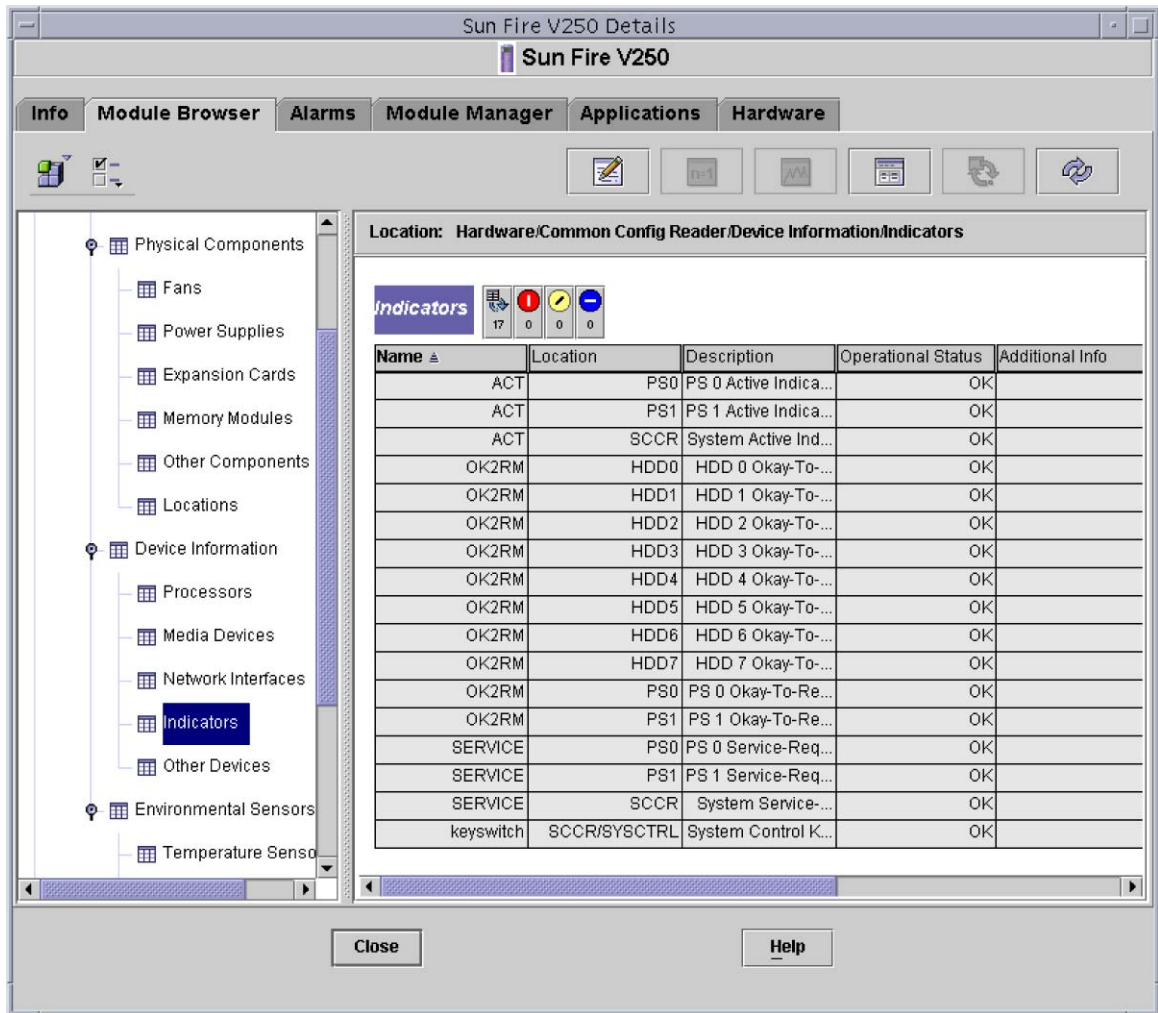 Sun Fire V250 Details
Sun Fire V250
Info Module Browser Alarms Module Manager Applications Hardware
n=1
Physical Components
Fans
Power Supplies
Expansion Cards
Memory Modules
Other Components
Locations
Device Information
Processors
Media Devices
Network Interfaces
Indicators
Other Devices
Environmental Sensors
Temperature Senso
Location: Hardware/Common Config Reader/Device Information/Indicators
Indicators 17 0 0 0
Name Location Description Operational Status Additional Info
ACT PS0 PS 0 Active Indica... OK
ACT PS1 PS 1 Active Indica... OK
ACT SCCR System Active Ind... OK
OK2RM HDD0 HDD 0 Okay-To-... OK
OK2RM HDD1 HDD 1 Okay-To-... OK
OK2RM HDD2 HDD 2 Okay-To-... OK
OK2RM HDD3 HDD 3 Okay-To-... OK
OK2RM HDD4 HDD 4 Okay-To-... OK
OK2RM HDD5 HDD 5 Okay-To-... OK
OK2RM HDD6 HDD 6 Okay-To-... OK
OK2RM HDD7 HDD 7 Okay-To-... OK
OK2RM PS0 PS 0 Okay-To-Re... OK
OK2RM PS1 PS 1 Okay-To-Re... OK
SERVICE PS0 PS 0 Service-Req... OK
SERVICE PS1 PS 1 Service-Req... OK
SERVICE SCCR System Service-... OK
keyswitch SCCR/SYSCTRL System Control K... OK
Close Help